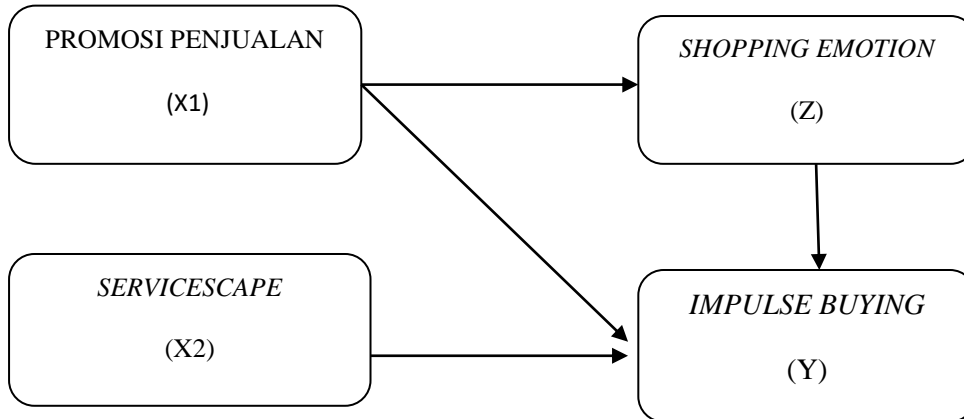 PROMOSI PENJUALAN
(X1)
SHOPPING EMOTION
(Z)
SERVICESCAPE
(X2)
IMPULSE BUYING
(Y)